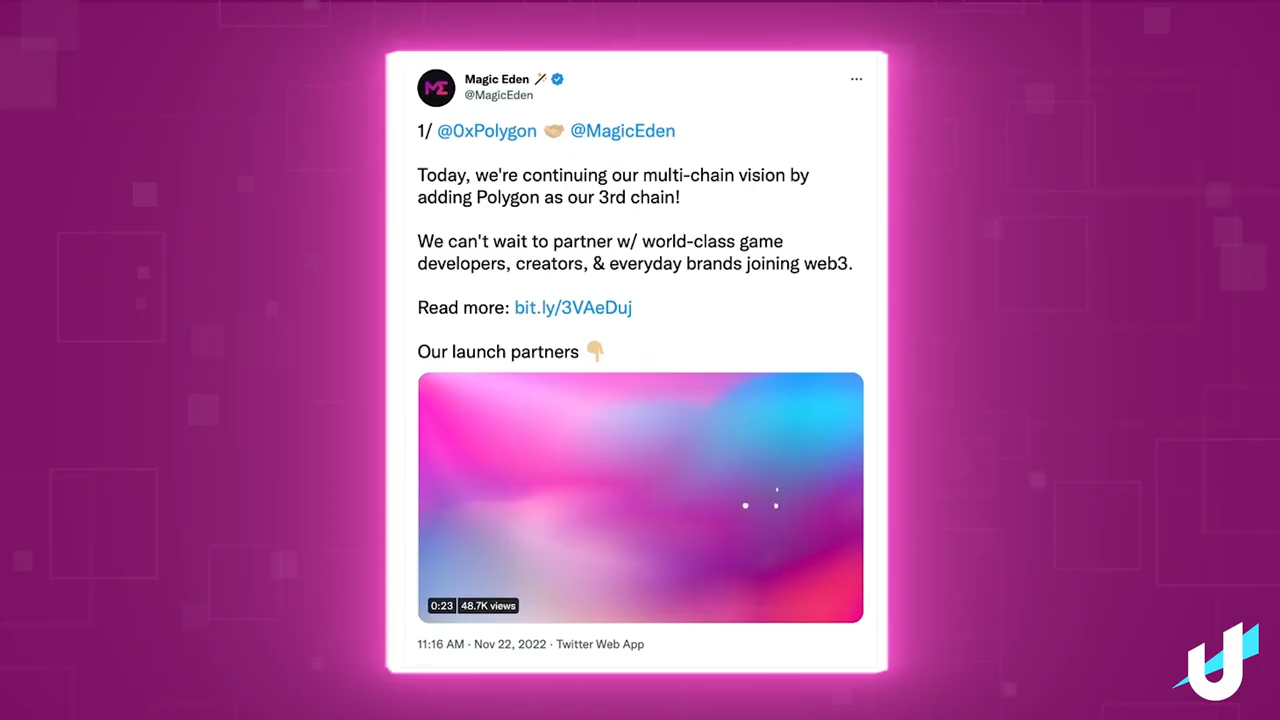 Magic Eden
@MagicEden
1/ @0xPolygon 🤝🏼 @MagicEden
Today, we're continuing our multi-chain vision by
adding Polygon as our 3rd chain!
We can't wait to partner w/ world-class game
developers, creators, & everyday brands joining web3.
Read more: bit.ly/3VAeDuj
Our launch partners 👇🏼
0:23 48.7K views
11:16 AM · Nov 22, 2022 · Twitter Web App